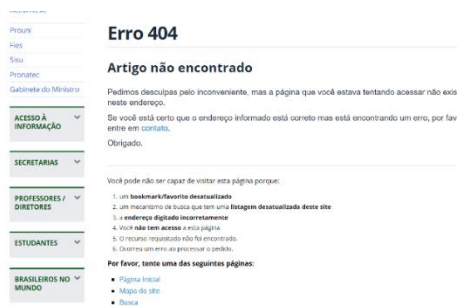 Prouni
Fies
Sisu
Pronatec
Gabinete do Ministro
ACESSO À
INFORMAÇÃO
SECRETARIAS
PROFESSORES /
DIRETORES
ESTUDANTES
BRASILEIROS NO
MUNDO
Erro 404
Artigo não encontrado
Pedimos desculpas pelo inconveniente, mas a página que você estava tentando acessar não exis
neste endereço.
Se você está certo que o endereço informado está correto mas está encontrando um erro, por fav
entre em contato.
Obrigado.
Você pode não ser capaz de visitar esta página porque:
1. um bookmark/favorito desatualizado
2. um mecanismo de busca que tem uma listagem desatualizada deste site
3. a endereço digitado incorretamente
4. Você não tem acesso a esta página
5. O recurso requisitado não foi encontrado.
6. Ocorreu um erro ao processar o pedido.
Por favor, tente uma das seguintes páginas:
Página Inicial
Mapa do site
Busca